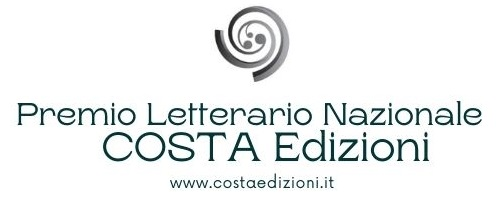 Premio Letterario Nazionale
COSTA Edizioni
www.costaedizioni.it